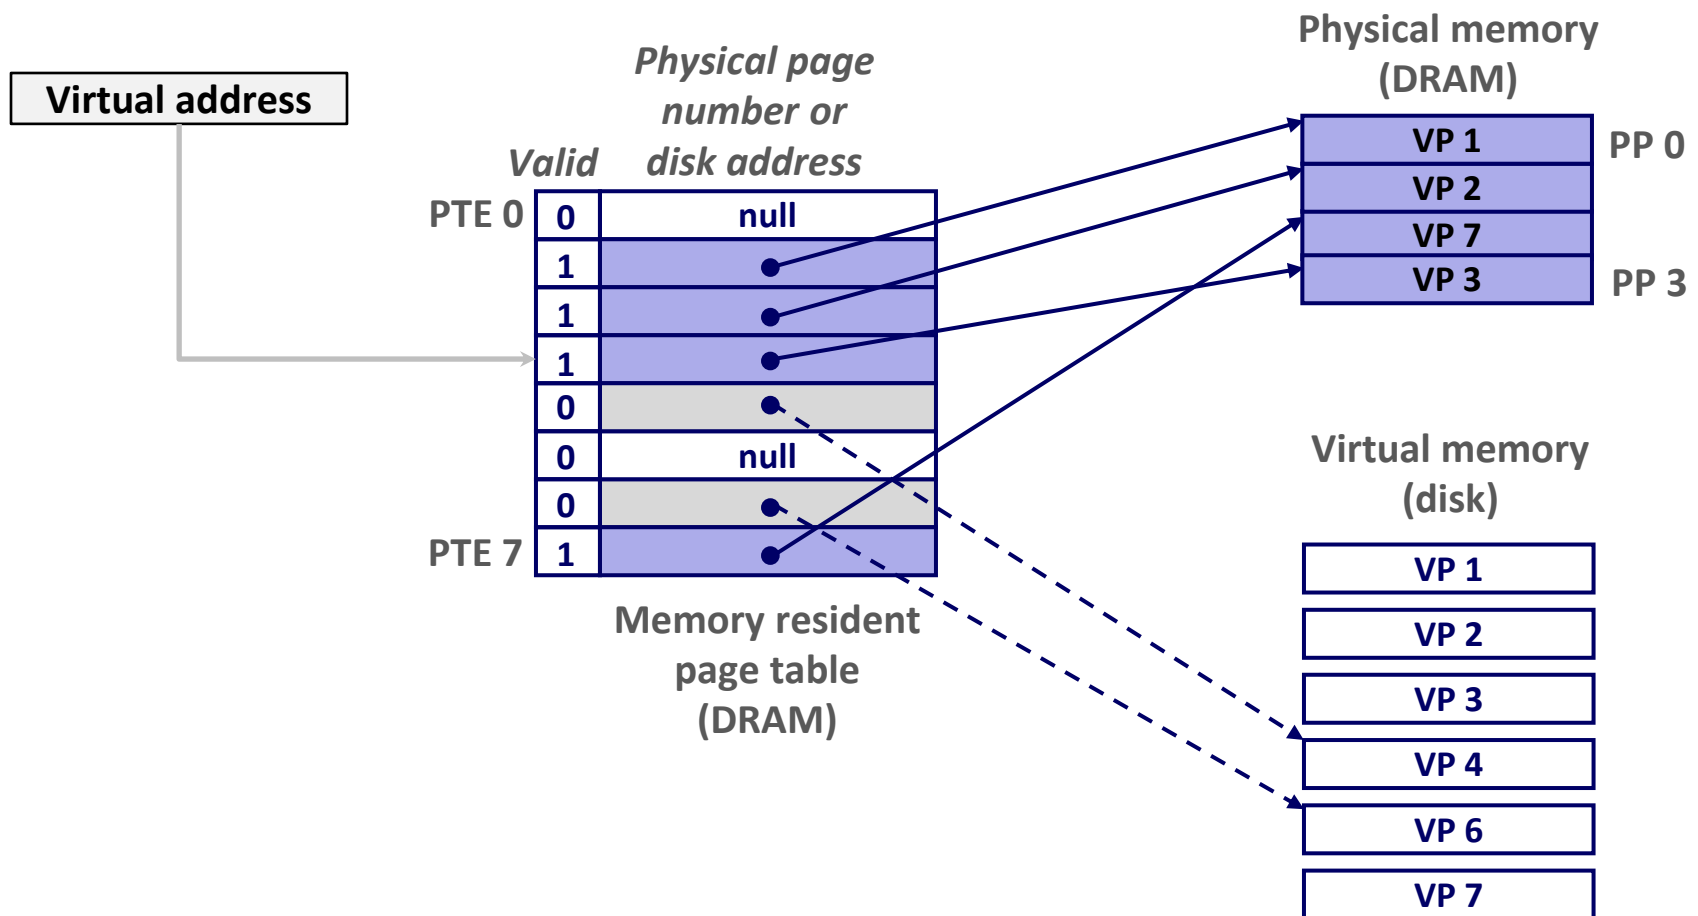 Virtual address
Physical page
number or
disk address
Valid
PTE 0
0 null
1
1
1
0
0 null
0
PTE 7 1
Memory resident
page table
(DRAM)
Physical memory
(DRAM)
VP 1 PP 0
VP 2
VP 7
VP 3 PP 3
Virtual memory
(disk)
VP 1
VP 2
VP 3
VP 4
VP 6
VP 7